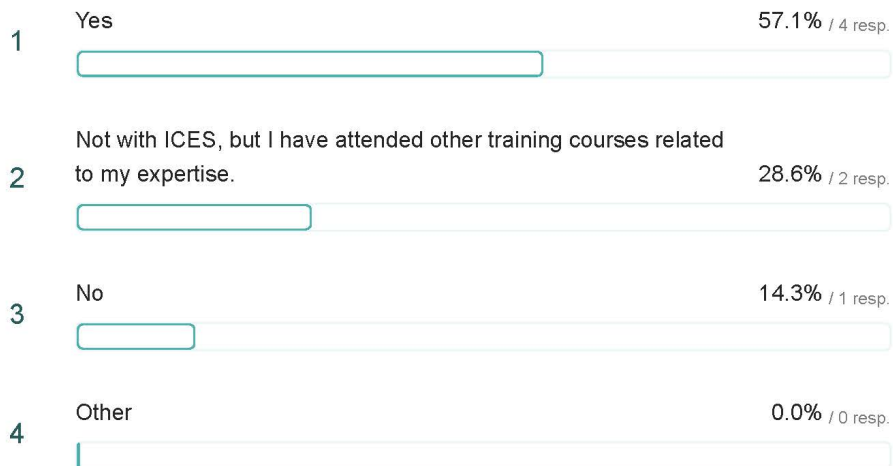 1
Yes
57.1% / 4 resp.
Not with ICES, but I have attended other training courses related
2
to my expertise.
28.6% / 2 resp.
3
No
14.3% / 1 resp.
4
Other
0.0% / 0 resp.